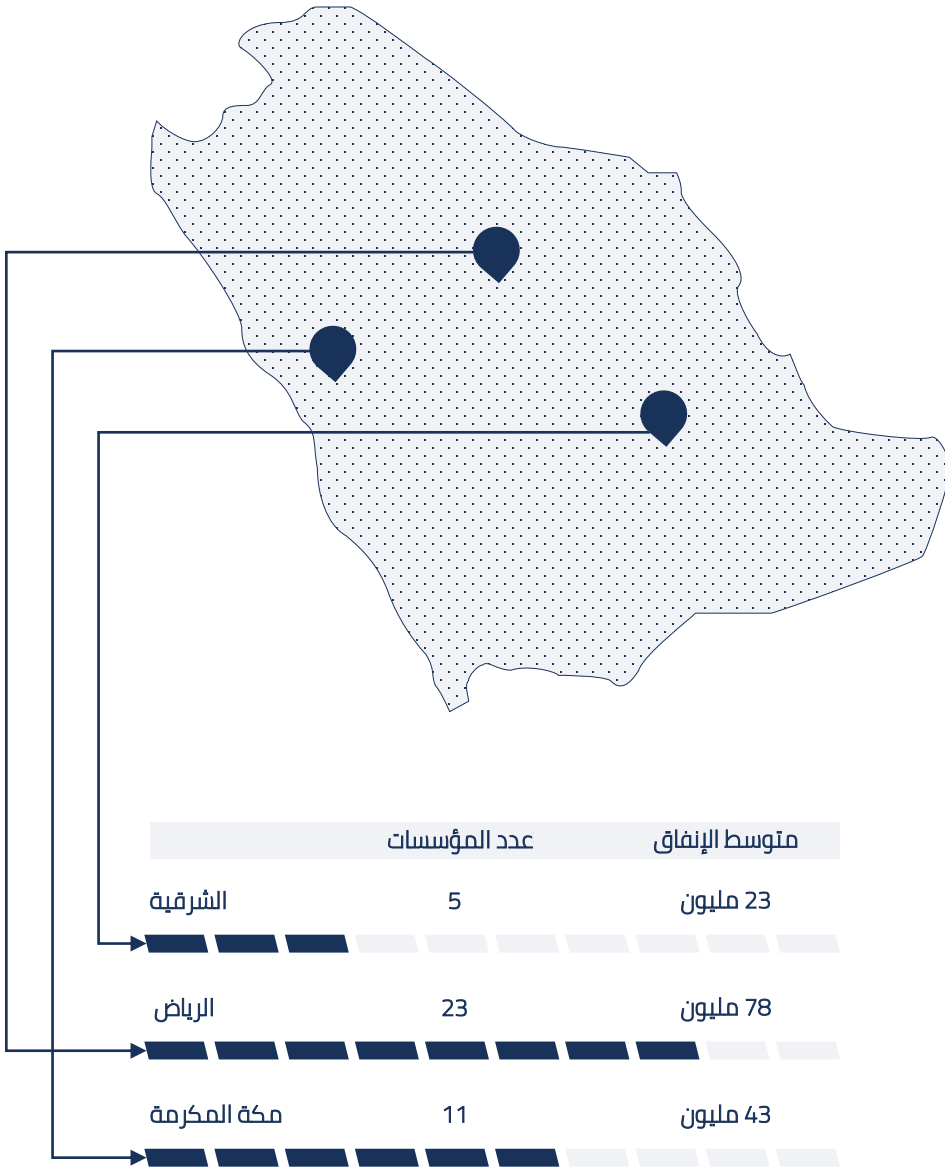 متوسط الإنفاق عدد المؤسسات
23 مليون 5 الشرقية
78 مليون 23 الرياض
43 مليون 11 مكة المكرمة